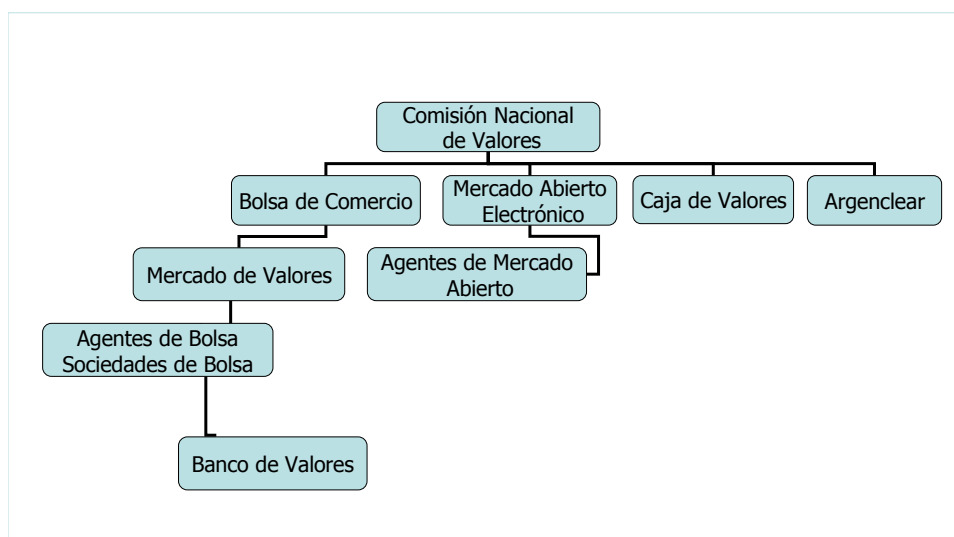 Comisión Nacional
de Valores
Bolsa de Comercio
Mercado Abierto
Electrónico
Caja de Valores
Argenclear
Mercado de Valores
Agentes de Mercado
Abierto
Agentes de Bolsa
Sociedades de Bolsa
Banco de Valores